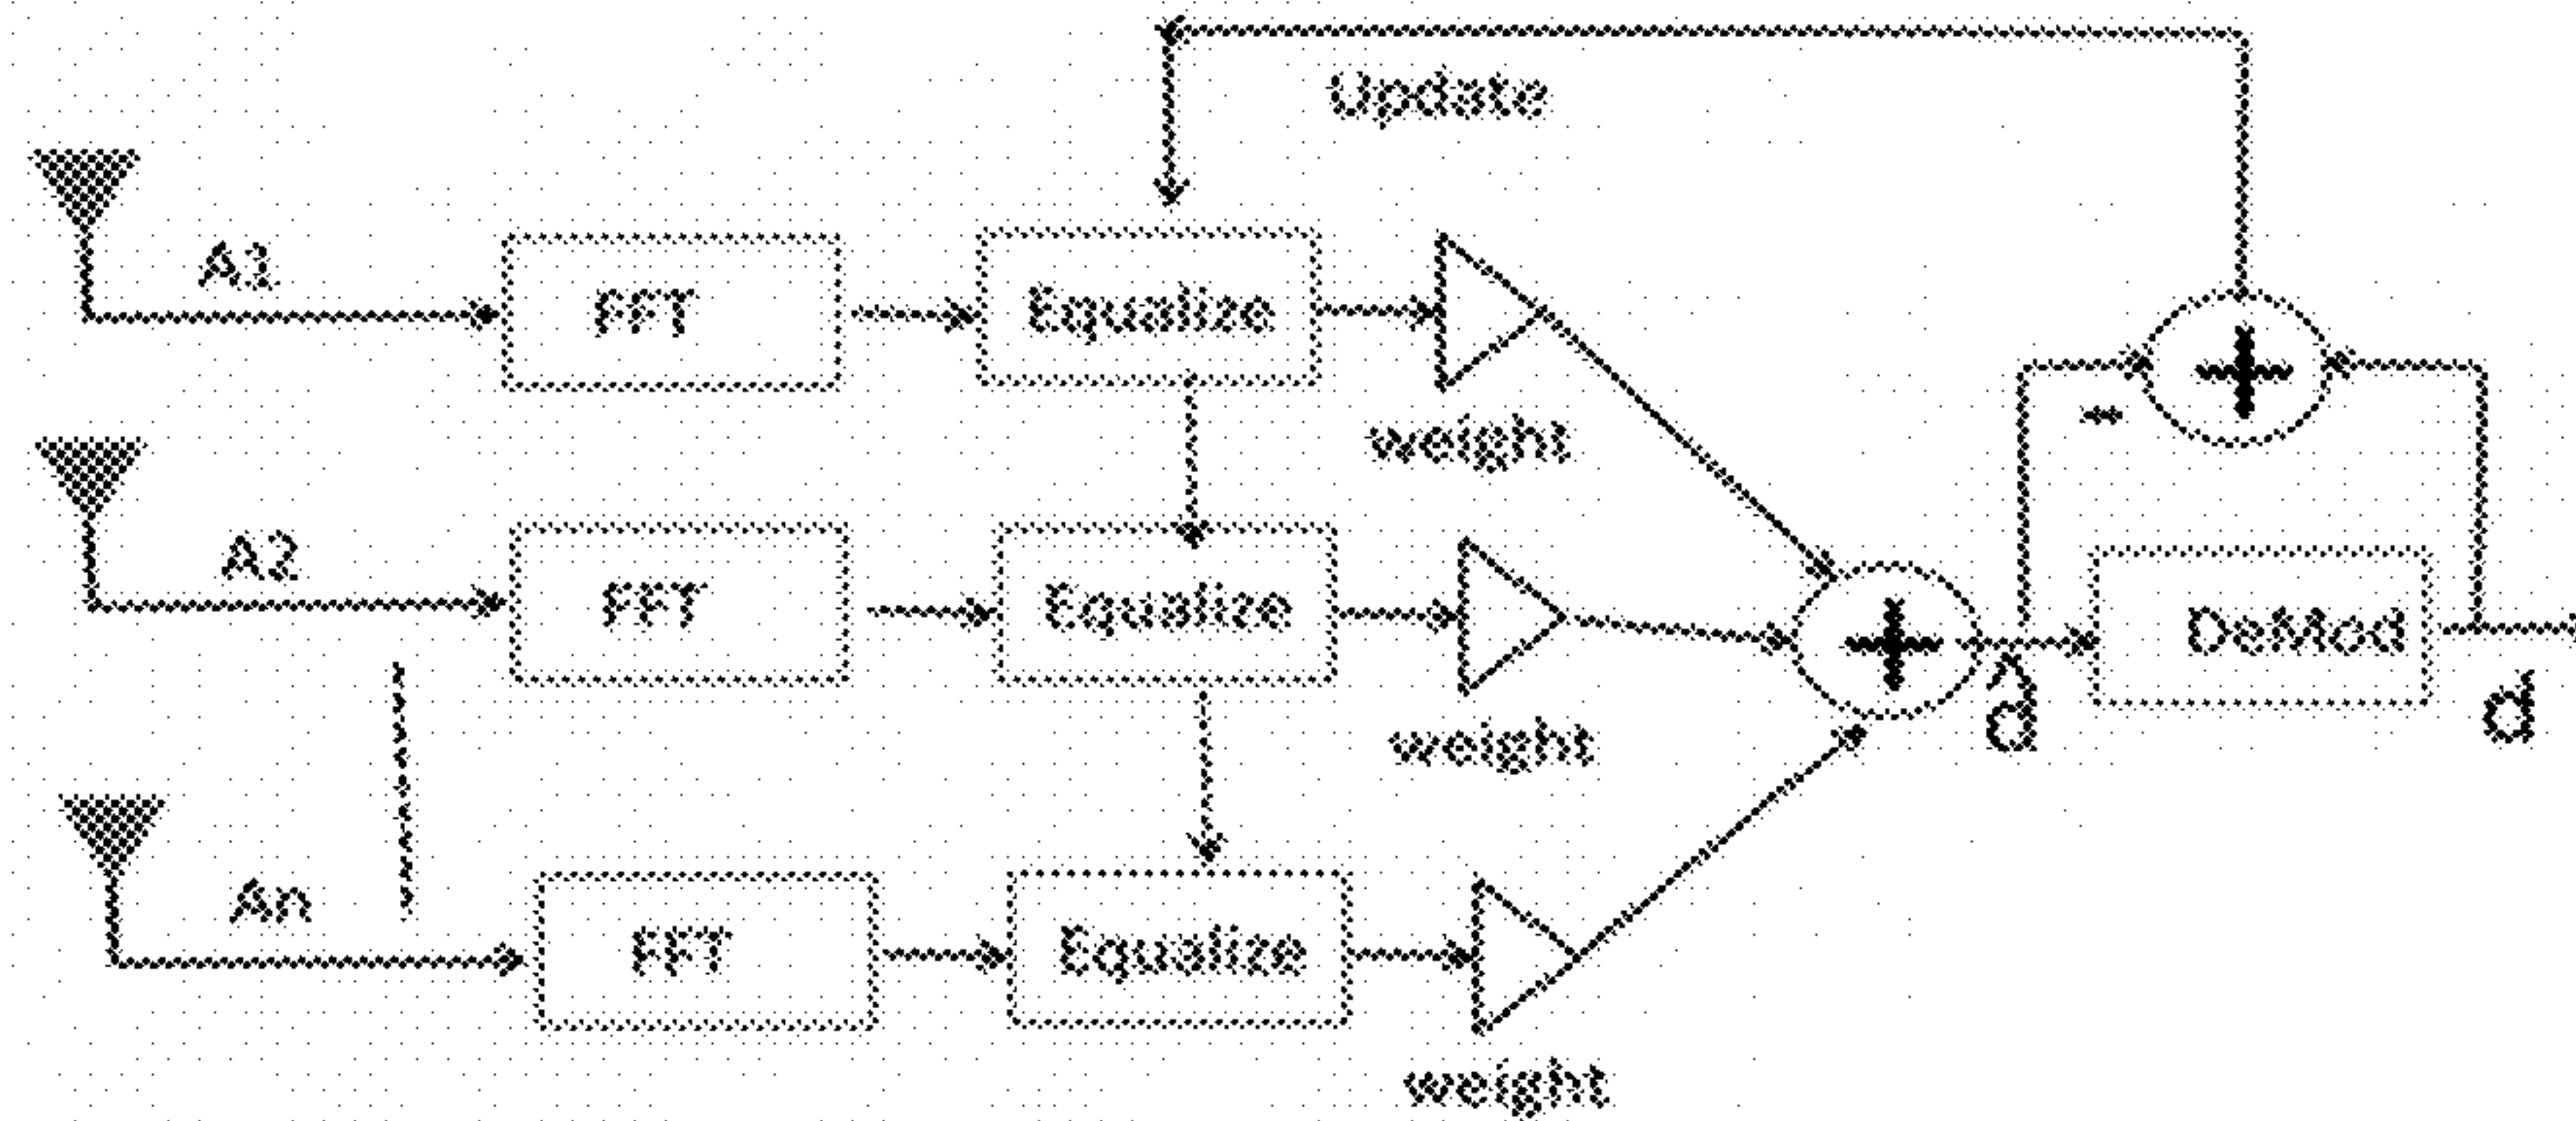 Update
A1
FFT
Equalize
weight
A2
FFT
Equalize
weight
+
-
+
d̂
DeMod
d
An
FFT
Equalize
weight